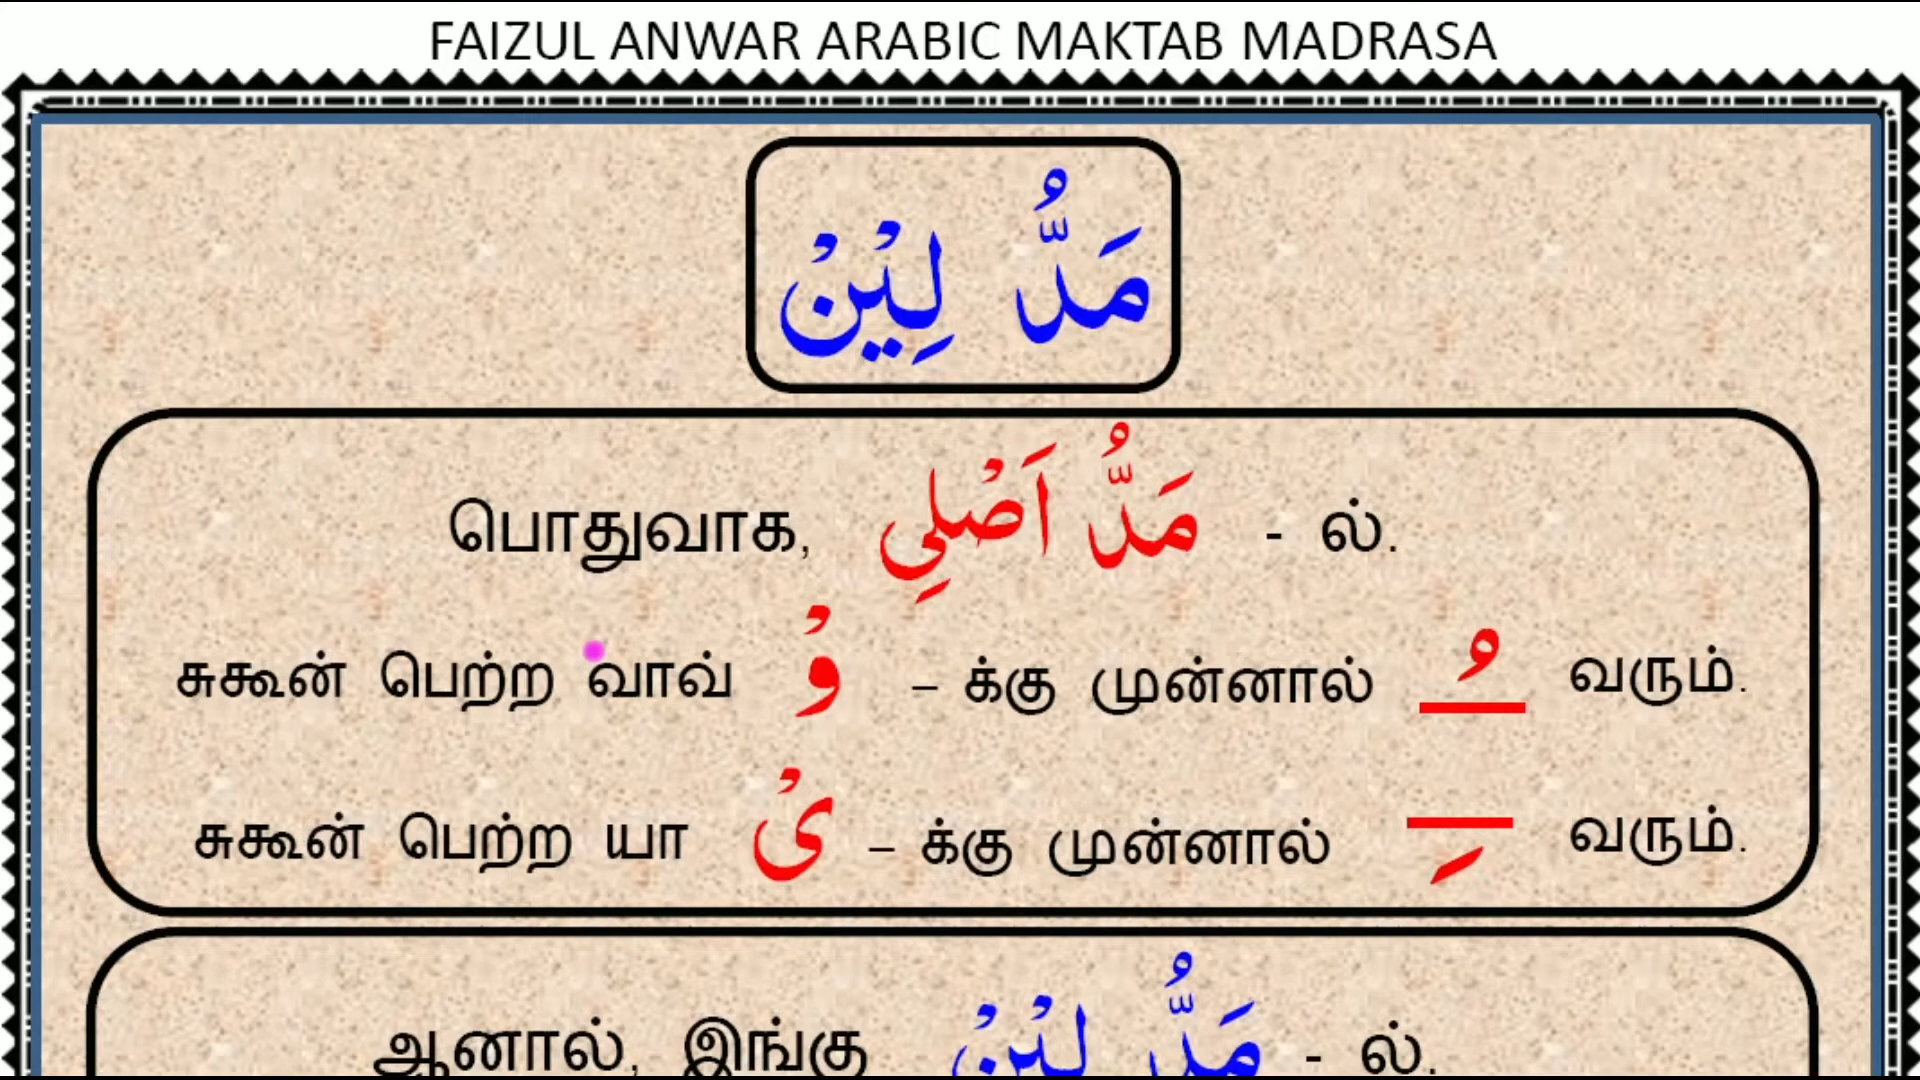 FAIZUL ANWAR ARABIC MAKTAB MADRASA
مَدُّ لِيْنْ
பொதுவாக, مَدُّ اَصْلِي - ல்.
சுகூன் பெற்ற வாவ் وْ – க்கு முன்னால் ـُ வரும்.
சுகூன் பெற்ற யா ىْ – க்கு முன்னால் ـِ வரும்.
ஆனால், இங்கு مَدُّ لِيْنْ - ல்.